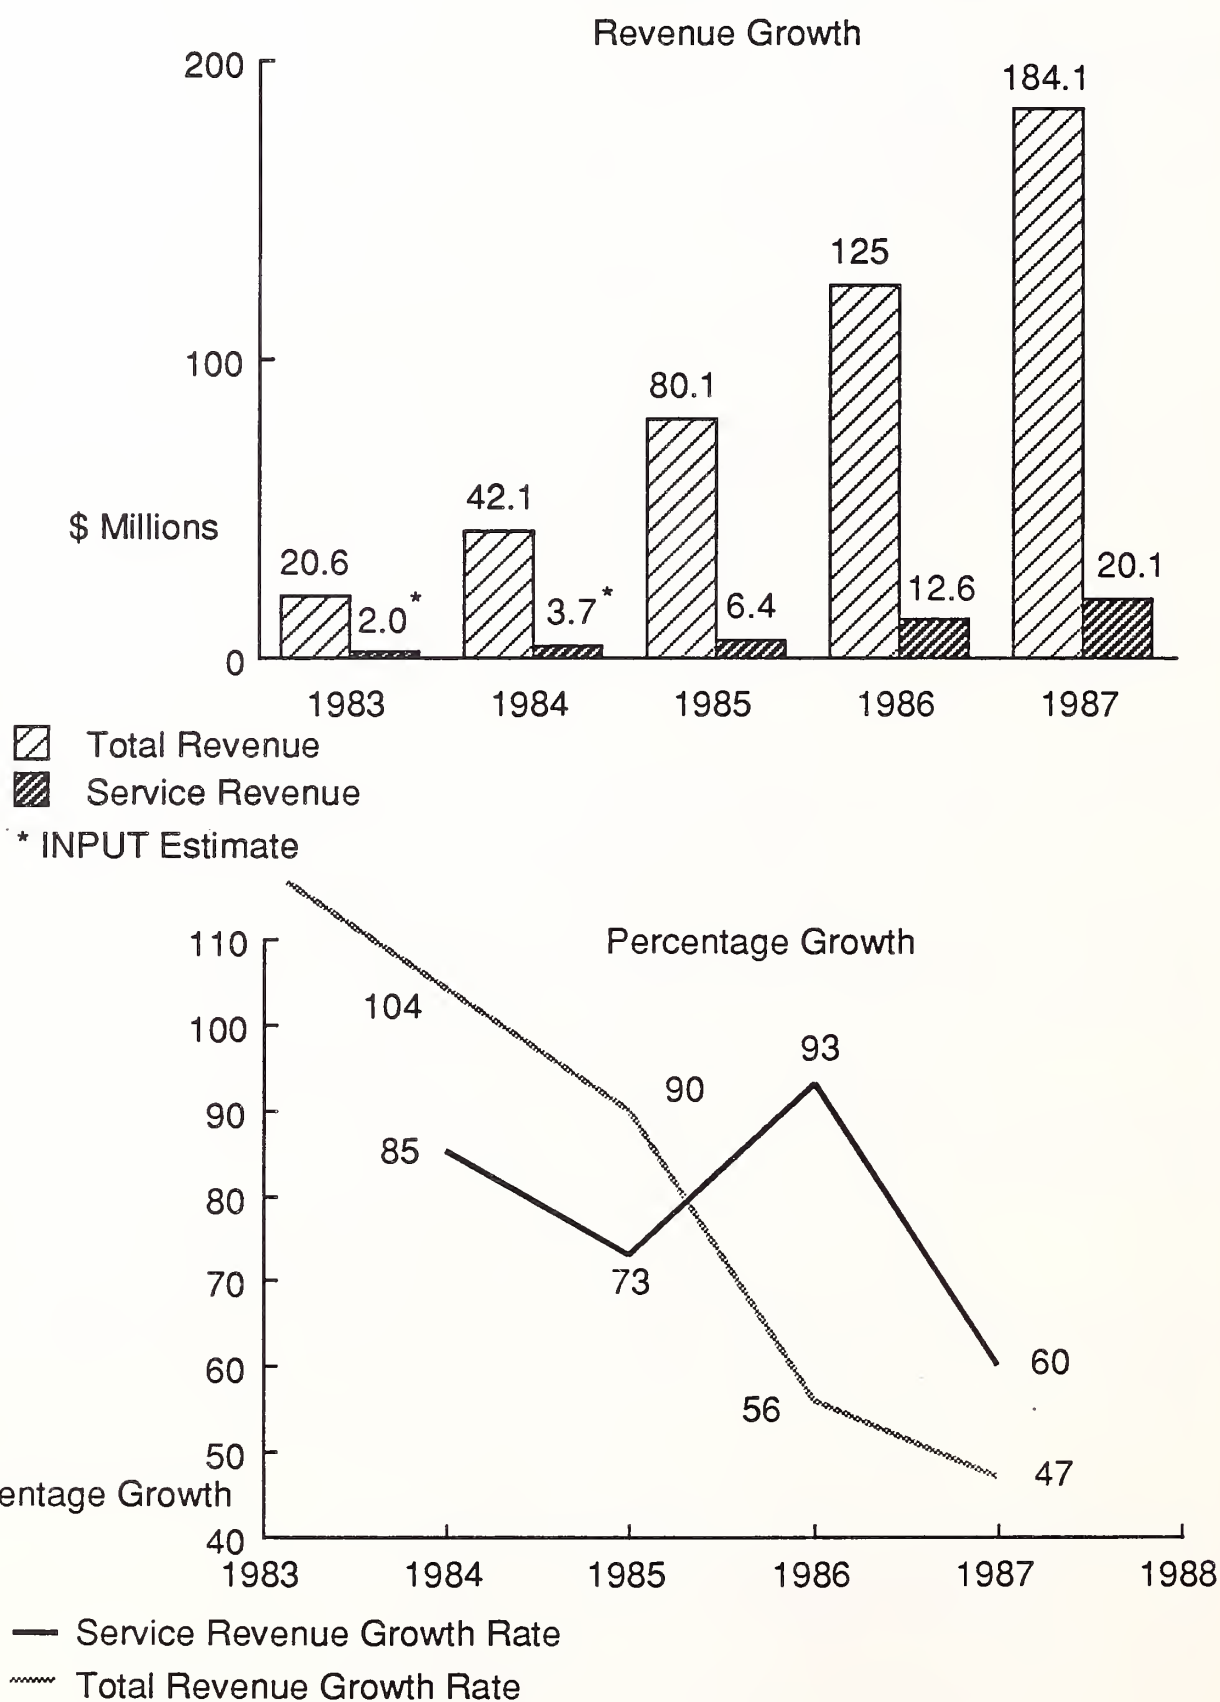 Revenue Growth
200
184.1
125
100
80.1
42.1
$ Millions
20.6
2.0*
3.7*
6.4
12.6
20.1
0
1983 1984 1985 1986 1987
Total Revenue
Service Revenue
* INPUT Estimate
Percentage Growth
110
104
100
93
90
90
85
80
73
70
60
60
56
50
47
entage Growth
40
1983 1984 1985 1986 1987 1988
Service Revenue Growth Rate
Total Revenue Growth Rate